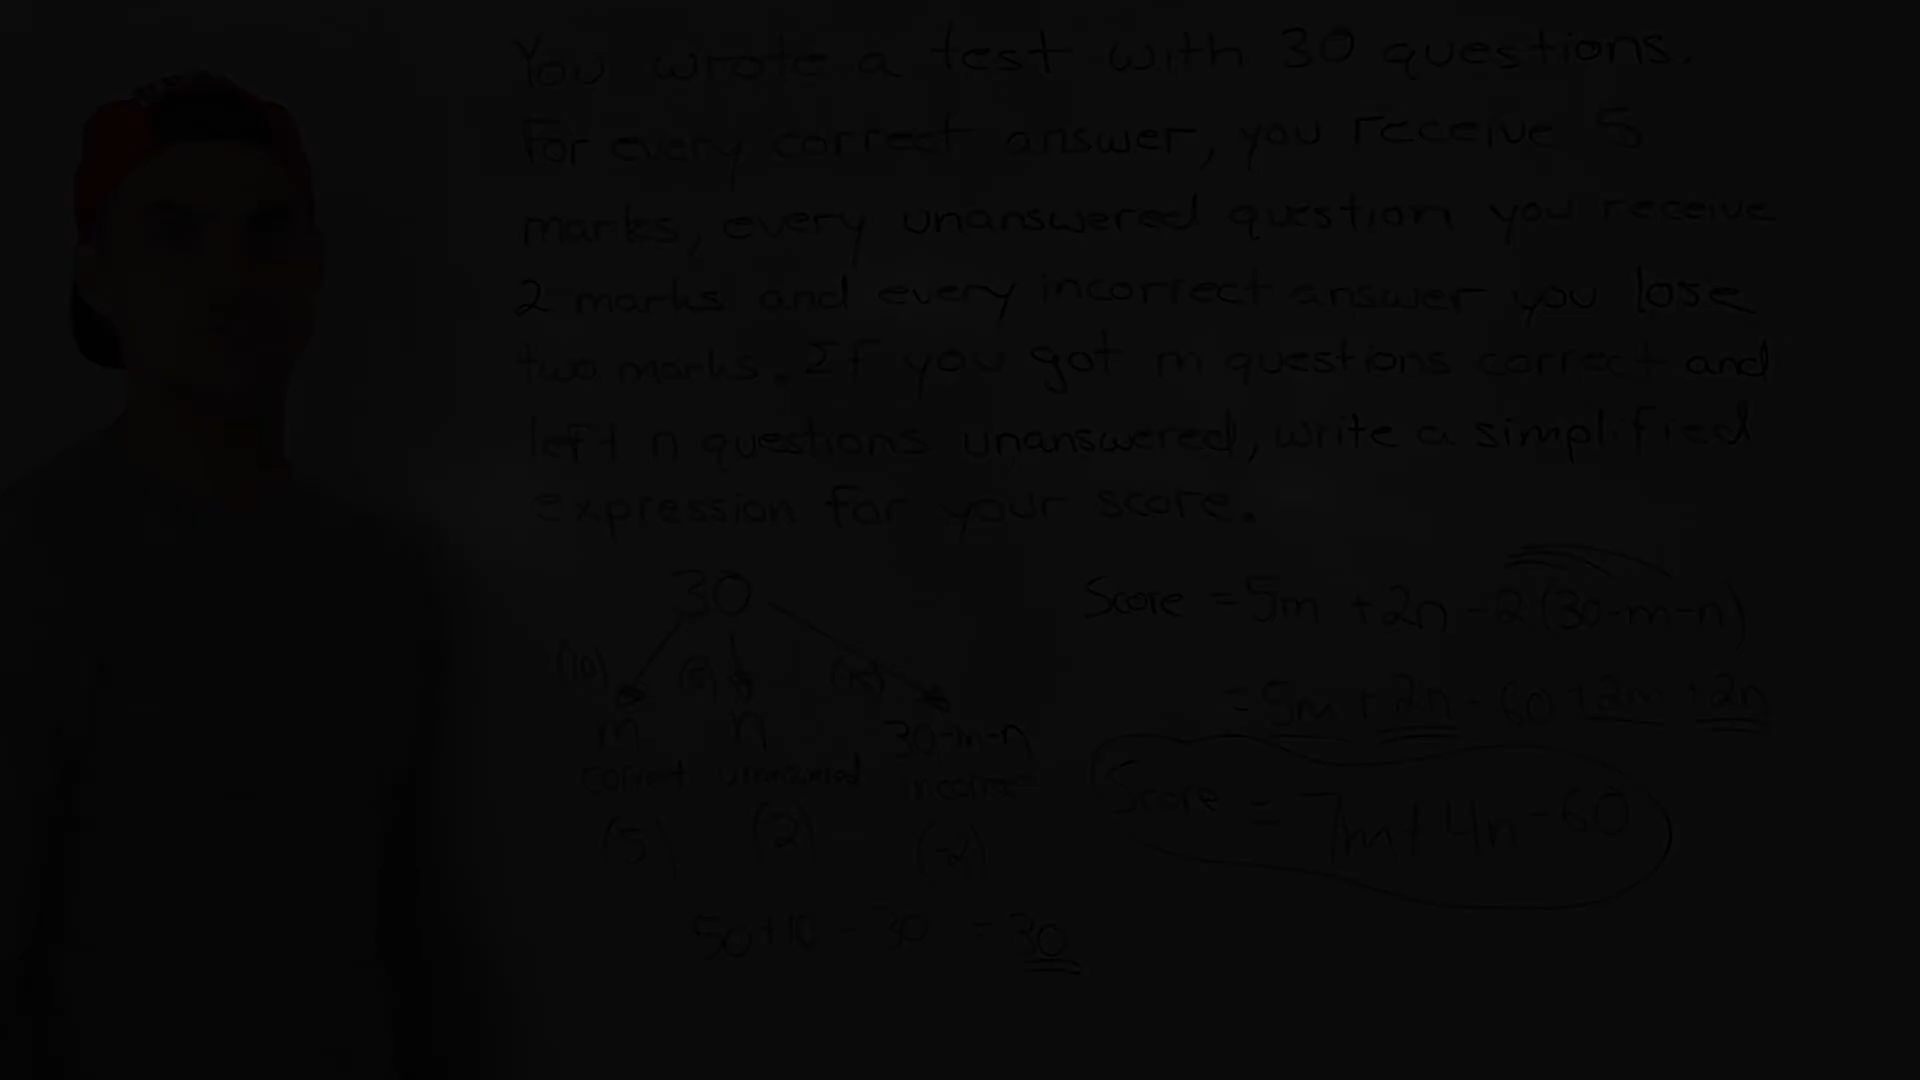 You wrote a test with 30 questions.
For every correct answer, you receive 5
marks, every unanswered question you receive
2 marks and every incorrect answer you lose
two marks. If you got m questions correct and
left n questions unanswered, write a simplified
expression for your score.
30
(10) (5) (15)
m n 30-m-n
correct unanswered incorrect
(5) (2) (-2)
50+10-30 = 30
Score = 5m + 2n - 2(30-m-n)
= 5m + 2n - 60 + 2m + 2n
Score = 7m + 4n - 60